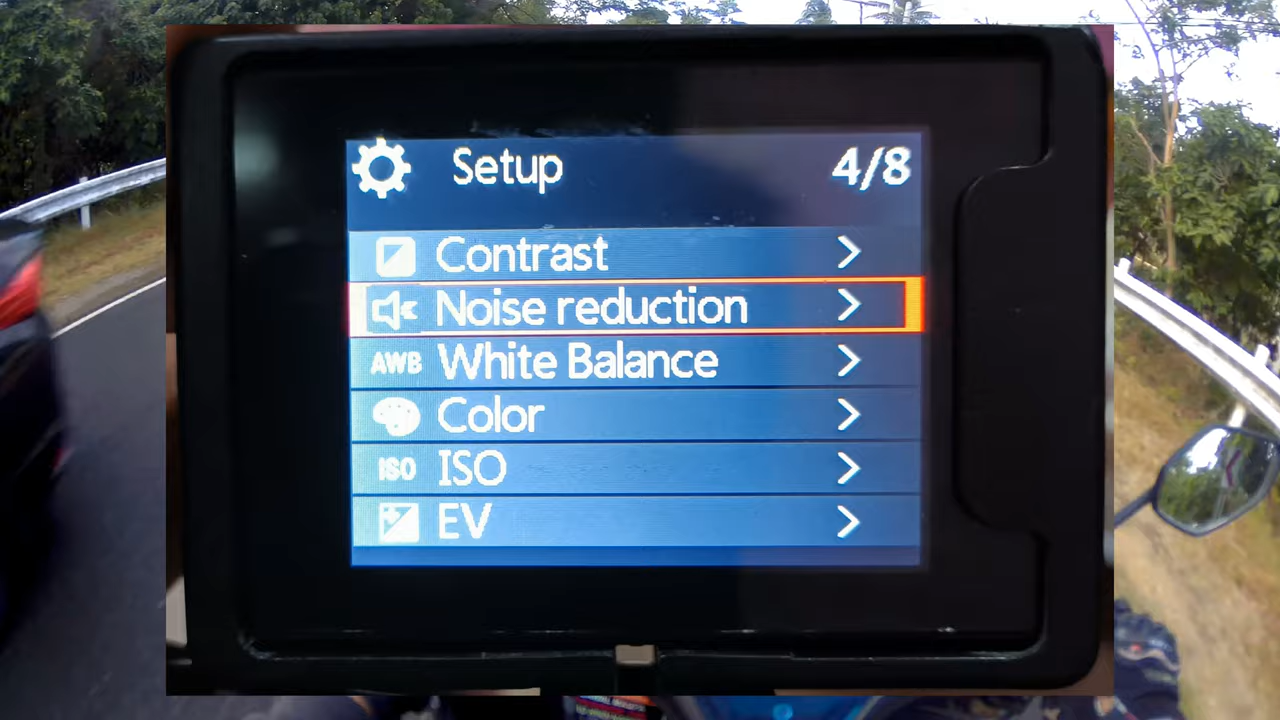 Setup 4/8
Contrast
Noise reduction
AWB White Balance
Color
ISO ISO
EV